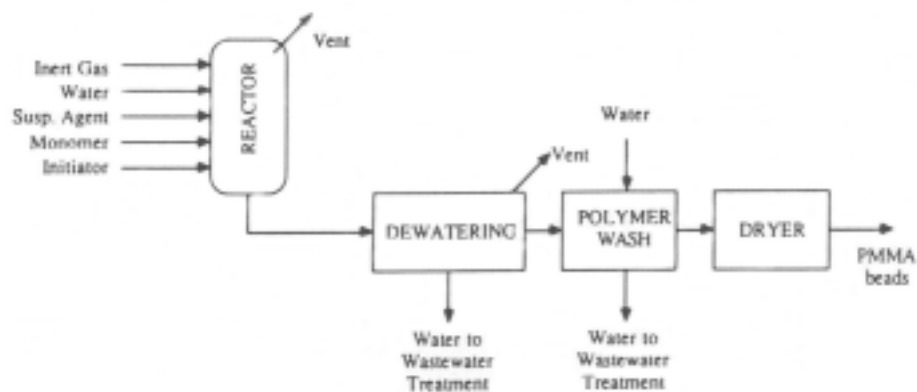 Vent
Inert Gas
Water
Susp. Agent
Monomer
Initiator
REACTOR
Water
Vent
DEWATERING
POLYMER
WASH
DRYER
PMMA
beads
Water to
Wastewater
Treatment
Water to
Wastewater
Treatment